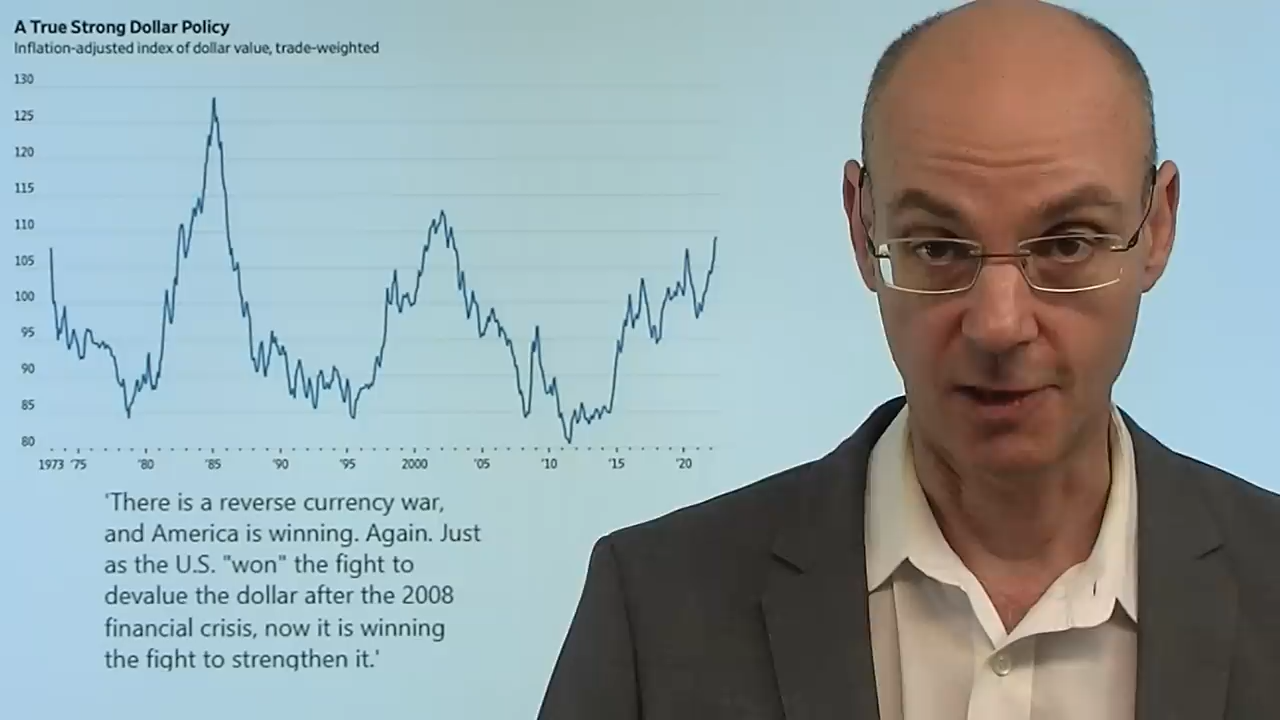 A True Strong Dollar Policy
Inflation-adjusted index of dollar value, trade-weighted
130
125
120
115
110
105
100
95
90
85
80
1973 '75 '80 '85 '90 '95 2000 '05 '10 '15 '20
'There is a reverse currency war,
and America is winning. Again. Just
as the U.S. "won" the fight to
devalue the dollar after the 2008
financial crisis, now it is winning
the fight to strengthen it.'